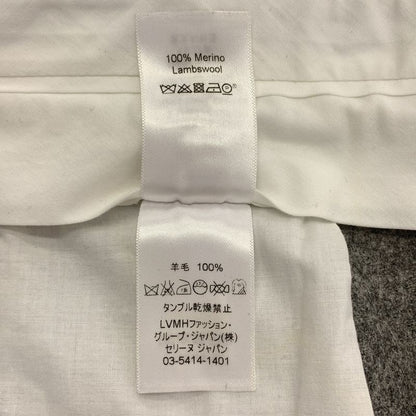 100% Merino
Lambswool
羊毛 100%
タンブル乾燥禁止
LVMHファッション・
グループ・ジャパン(株)
セリーヌ ジャパン
03-5414-1401